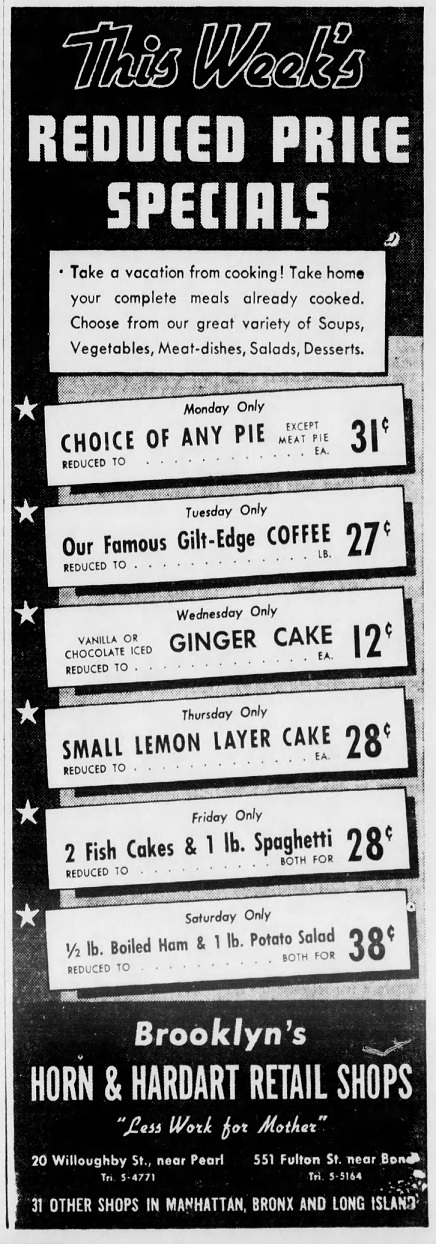 This Week's
REDUCED PRICE
SPECIALS
• Take a vacation from cooking! Take home
your complete meals already cooked.
Choose from our great variety of Soups,
Vegetables, Meat-dishes, Salads, Desserts.
Monday Only
CHOICE OF ANY PIE EXCEPT MEAT PIE 31¢
REDUCED TO . . . . . . . . . . . . EA.
Tuesday Only
Our Famous Gilt-Edge COFFEE 27¢
REDUCED TO . . . . . . . . . . . . LB.
Wednesday Only
VANILLA OR
CHOCOLATE ICED GINGER CAKE 12¢
REDUCED TO . . . . . . . . . . . . EA.
Thursday Only
SMALL LEMON LAYER CAKE 28¢
REDUCED TO . . . . . . . . . . . . EA.
Friday Only
2 Fish Cakes & 1 lb. Spaghetti 28¢
REDUCED TO . . . . . . . . . . BOTH FOR
Saturday Only
½ lb. Boiled Ham & 1 lb. Potato Salad 38¢
REDUCED TO . . . . . . . . . . BOTH FOR
Brooklyn's
HORN & HARDART RETAIL SHOPS
"Less Work for Mother"
20 Willoughby St., near Pearl 551 Fulton St. near Bond
Tri. 5-4771 Tri. 5-5164
31 OTHER SHOPS IN MANHATTAN, BRONX AND LONG ISLAND